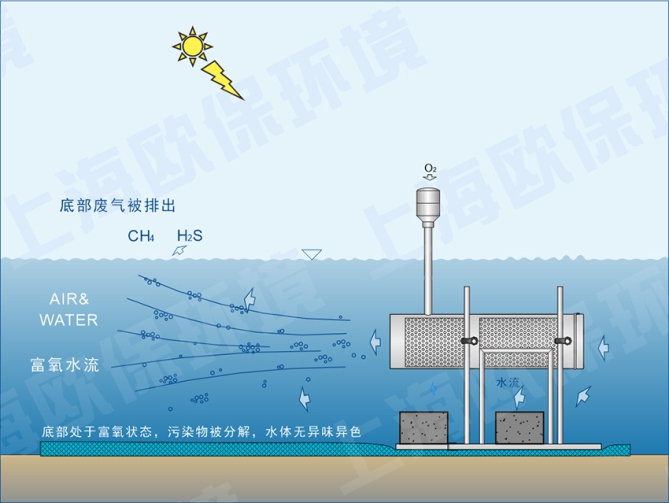 上海欧保环境
O₂
底部废气被排出
CH₄ H₂S
AIR&
WATER
富氧水流
水流
底部处于富氧状态，污染物被分解，水体无异味异色